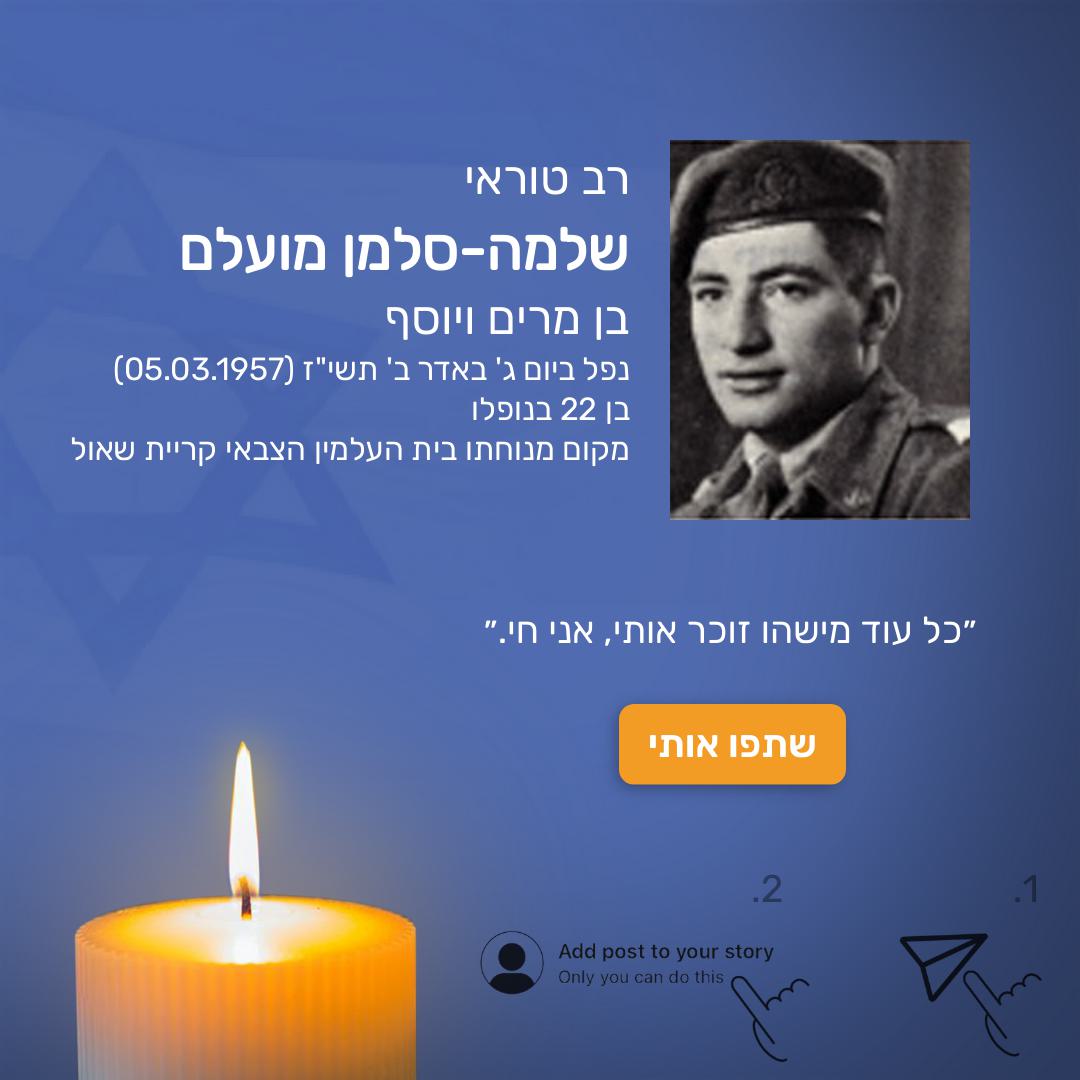 רב טוראי
שלמה-סלמן מועלם
בן מרים ויוסף
נפל ביום ג' באדר ב' תשי"ז (05.03.1957)
בן 22 בנופלו
מקום מנוחתו בית העלמין הצבאי קריית שאול
״כל עוד מישהו זוכר אותי, אני חי.״
שתפו אותי
.1
.2
Add post to your story
Only you can do this